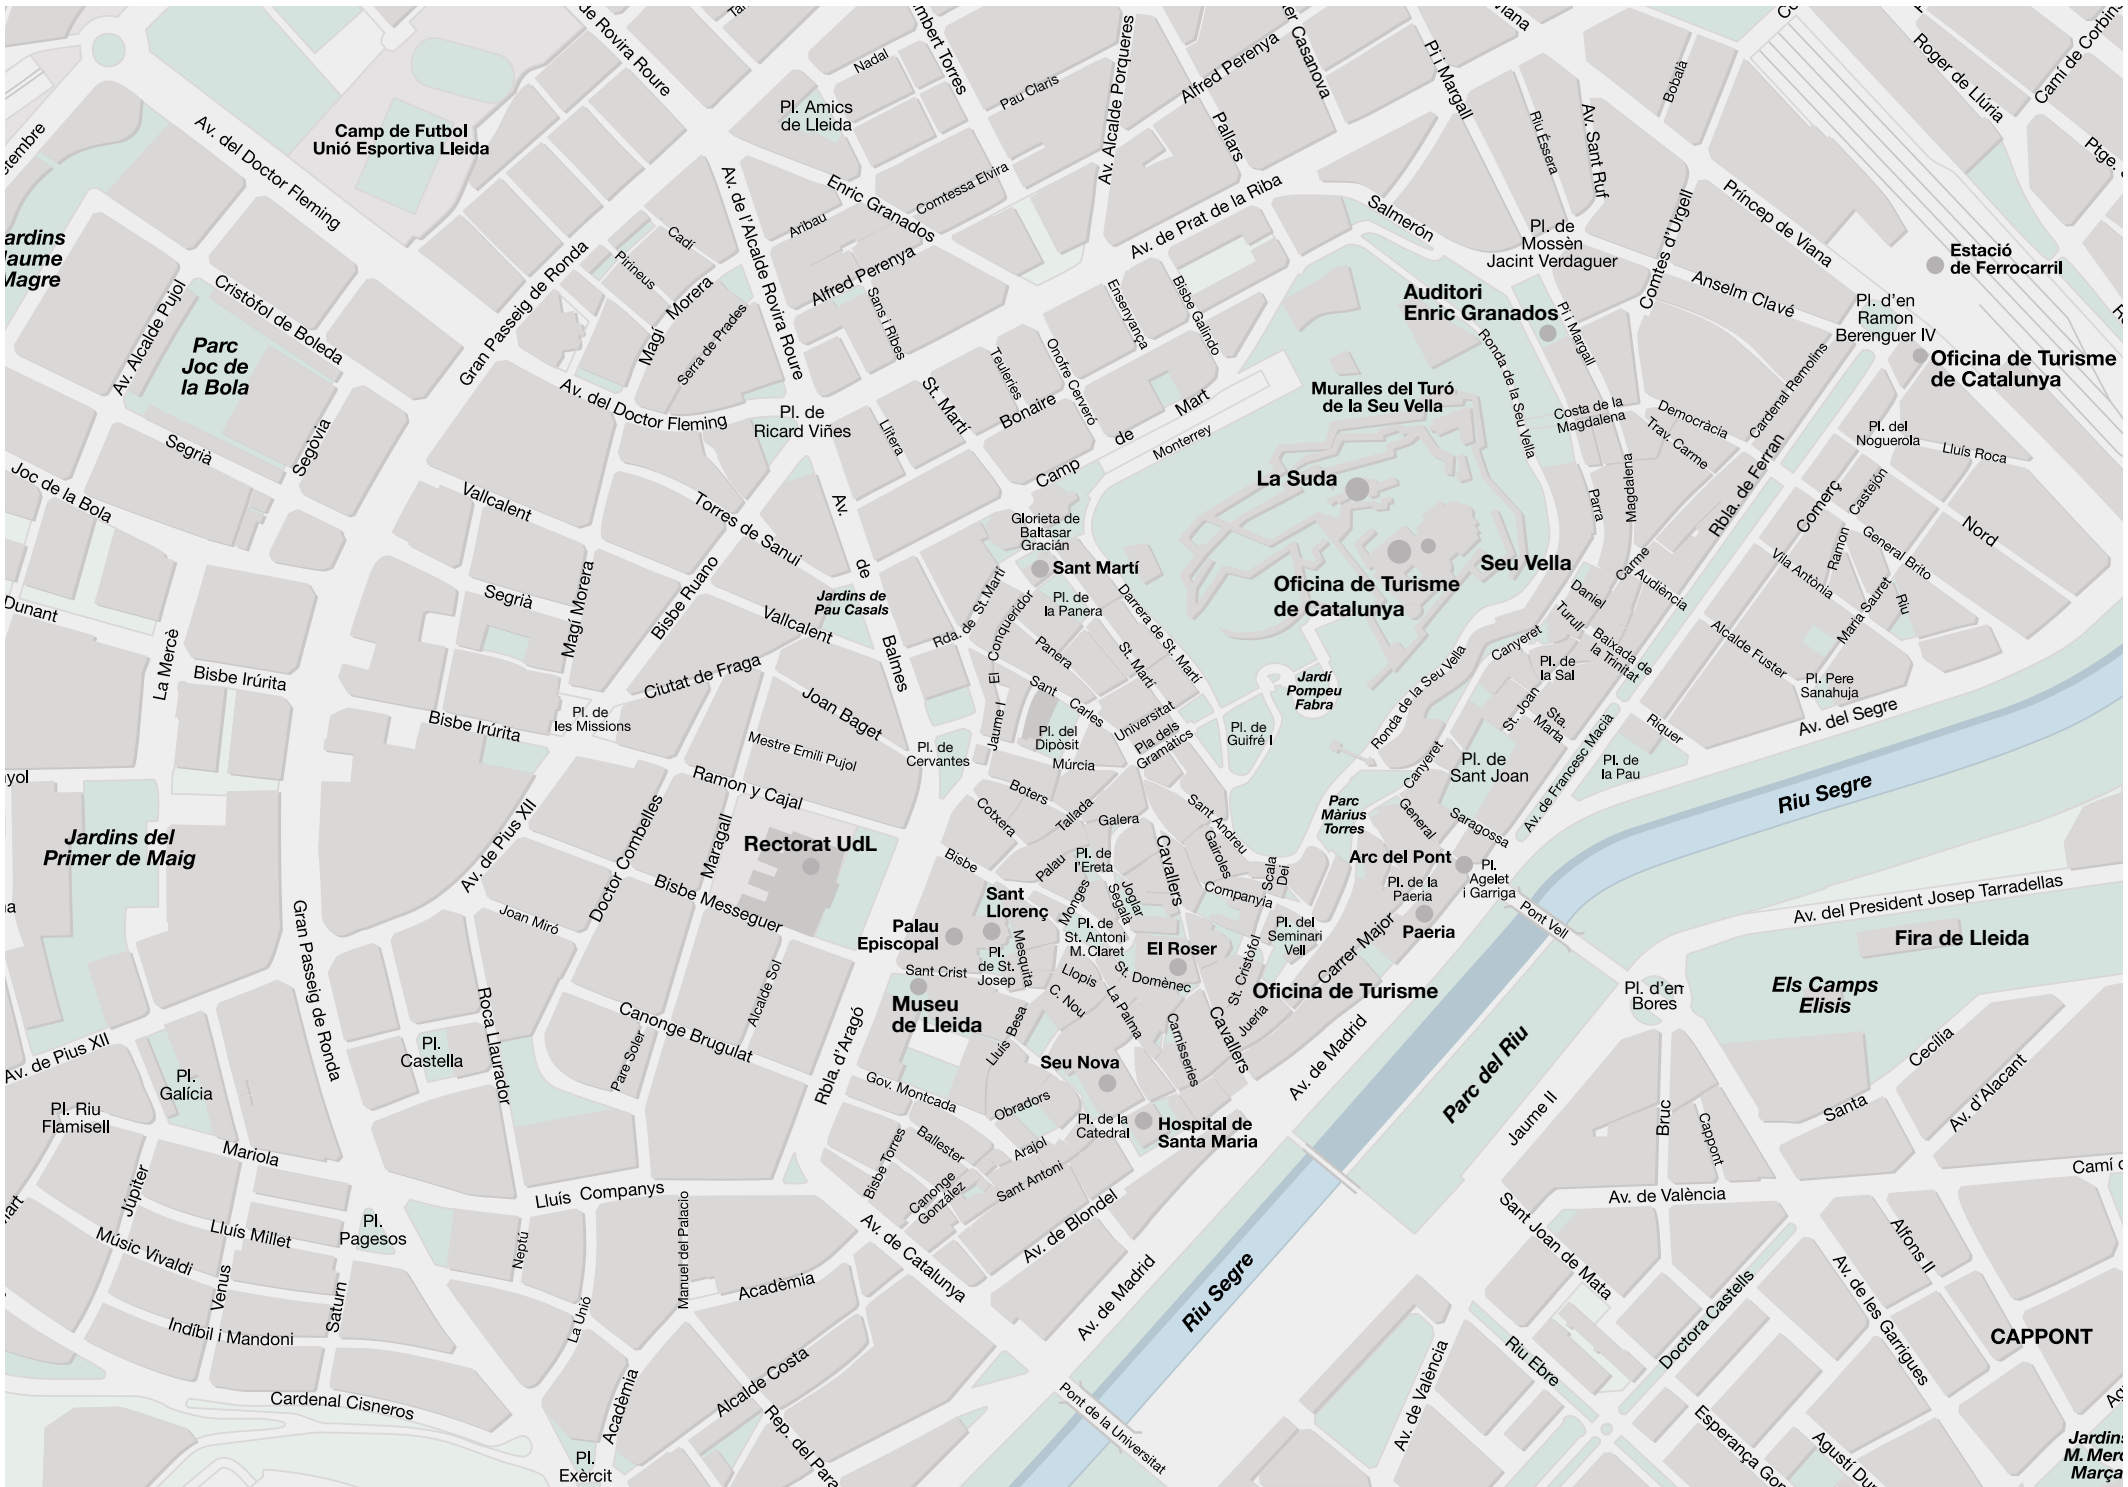 de Rovira Roure
Nadal
Pau Claris
Av. Alcalde Porqueres
Alfred Perenya
Casanova
Pallars
Pi i Margall
Riu Éssera
Av. Sant Ruf
Bobalà
Roger de Llúria
Pl. Amics
de Lleida
Camp de Futbol
Unió Esportiva Lleida
Av. del Doctor Fleming
Av. de l'Alcalde Rovira Roure
Enric Granados
Comtessa Elvira
Aribau
Alfred Perenya
Av. de Prat de la Riba
Salmerón
Pl. de
Mossèn
Jacint Verdaguer
Comtes d'Urgell
Príncep de Viana
Anselm Clavé
Estació
de Ferrocarril
Pl. d'en
Ramon
Berenguer IV
Oficina de Turisme
de Catalunya
Cadí
Pirineus
Magí Morera
Serra de Prades
Gran Passeig de Ronda
Cristòfol de Boleda
Av. Alcalde Pujol
Parc
Joc de
la Bola
Segrià
Segòvia
Joc de la Bola
Av. del Doctor Fleming
Pl. de
Ricard Viñes
Sans i Ribes
St. Martí
Llitera
Teuleries
Bonaire
Onofre Cerveró
Ensenyança
Bisbe Galindo
Camp de Mart
Monterrey
Auditori
Enric Granados
Pi i Margall
Ronda de la Seu Vella
Muralles del Turó
de la Seu Vella
Costa de la
Magdalena
Democràcia
Trav. Carme
Cardenal Remolins
Rbla. de Ferran
Pl. del
Noguerola
Lluís Roca
Comerç
Castejón
Nord
General Brito
Ramon
Vila Antònia
Maria Sauret
Riu
Magdalena
Parra
La Suda
Seu Vella
Oficina de Turisme
de Catalunya
Vallcalent
Torres de Sanui
Av. de Balmes
Glorieta de
Baltasar
Gracián
Sant Martí
Segrià
Magí Morera
Bisbe Ruano
Vallcalent
Jardins de
Pau Casals
Rda. de St. Martí
El Conqueridor
Pl. de
la Panera
Darrera de St. Martí
St. Martí
Panera
Sant Carles
Carme
Audiència
Daniel
Turull
Canyeret
Baixada de
la Trinitat
Alcalde Fuster
Pl. Pere
Sanahuja
Pl. de
la Sal
St. Joan
Sta.
Marta
Riquer
Av. del Segre
Pl. de
la Pau
Pl. de
Sant Joan
Av. de Francesc Macià
Ronda de la Seu Vella
Canyeret
Jardí
Pompeu
Fabra
Pl. de
Guifré I
Universitat
Pla dels
Gramàtics
La Mercè
Bisbe Irúrita
Bisbe Irúrita
Pl. de
les Missions
Ciutat de Fraga
Joan Baget
Mestre Emili Pujol
Ramon y Cajal
Pl. de
Cervantes
Jaume I
Pl. del
Dipòsit
Múrcia
Boters
Cotxera
Tallada
Galera
Sant Andreu
Gairoles
Cavallers
Parc
Màrius
Torres
General
Saragossa
Riu Segre
Jardins del
Primer de Maig
Av. de Pius XII
Doctor Combelles
Maragall
Rectorat UdL
Bisbe
Bisbe Messeguer
Palau
Pl. de
l'Ereta
Monges
Joglar
Segalà
Companyia
Scala
Dei
Arc del Pont
Pl.
Agelet
i Garriga
Pl. de la
Paeria
Paeria
Pont Vell
Av. del President Josep Tarradellas
Fira de Lleida
Els Camps
Elisis
Pl. d'en
Bores
Joan Miró
Sant
Llorenç
Palau
Episcopal
Pl.
de St.
Josep
Mesquita
Pl. de
St. Antoni
M. Claret
El Roser
Pl. del
Seminari
Vell
St. Cristòfol
Carrer Major
Oficina de Turisme
Sant Crist
Museu
de Lleida
Llopis
C. Nou
St. Domènec
La Palma
Carnisseries
Cavallers
Jueria
Lluís Besa
Seu Nova
Gran Passeig de Ronda
Roca Llaurador
Canonge Brugulat
Alcalde Sol
Pare Soler
Rbla. d'Aragó
Av. de Pius XII
Pl.
Galícia
Pl.
Castella
Pl. Riu
Flamisell
Mariola
Gov. Montcada
Obradors
Pl. de la
Catedral
Hospital de
Santa Maria
Av. de Madrid
Parc del Riu
Jaume II
Bruc
Cappont
Santa Cecília
Av. d'Alacant
Av. de València
Bisbe Torres
Ballester
Canonge
González
Arajol
Sant Antoni
Av. de Blondel
Av. de Catalunya
Júpiter
Músic Vivaldi
Lluís Millet
Venus
Saturn
Indíbil i Mandoni
Pl.
Pagesos
Lluís Companys
Neptú
La Unió
Manuel del Palacio
Acadèmia
Cardenal Cisneros
Acadèmia
Pl.
Exèrcit
Alcalde Costa
Av. de Madrid
Riu Segre
Pont de la Universitat
Sant Joan de Mata
Riu Ebre
Av. de València
Doctora Castells
Av. de les Garrigues
Alfons II
CAPPONT